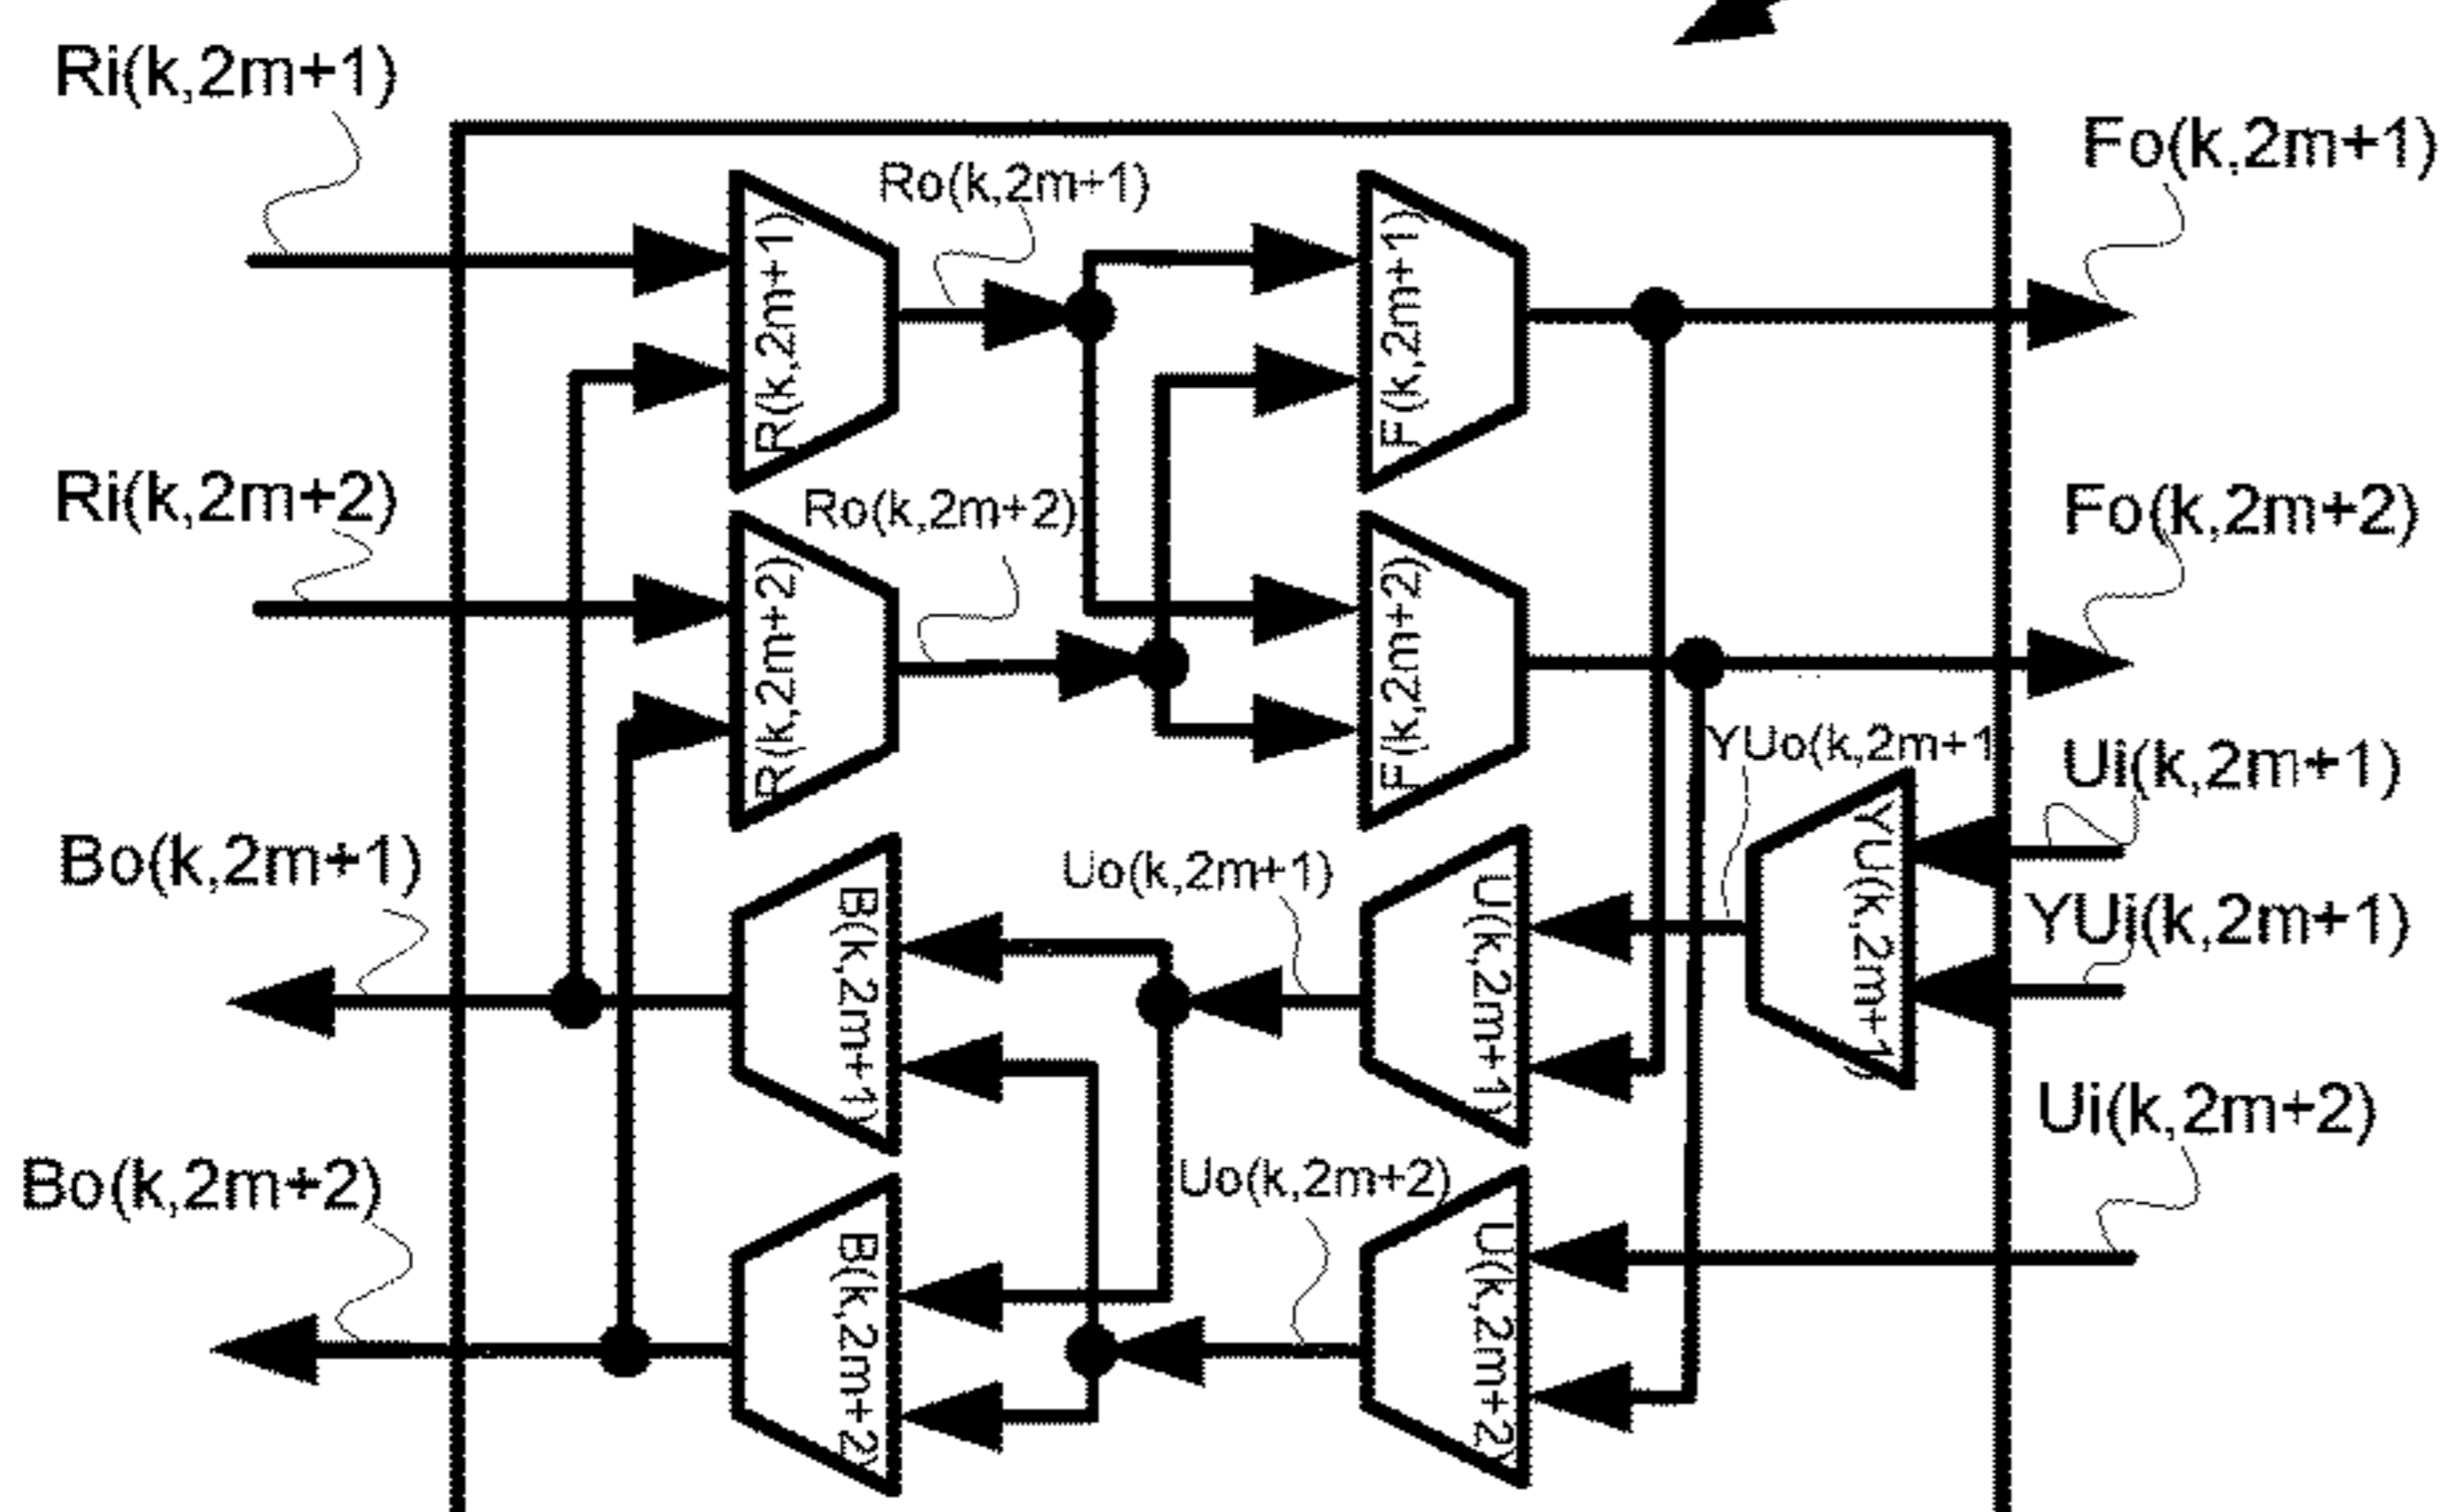 Ri(k,2m+1)
Fo(k,2m+1)
Ro(k,2m+1)
R(k,2m+1)
F(k,2m+1)
Ri(k,2m+2)
Ro(k,2m+2)
Fo(k,2m+2)
R(k,2m+2)
F(k,2m+2)
YUo(k,2m+1
Ui(k,2m+1)
Bo(k,2m+1)
Uo(k,2m+1)
YU(k,2m+1)
B(k,2m+1)
U(k,2m+1)
YUi(k,2m+1)
Ui(k,2m+2)
Bo(k,2m+2)
Uo(k,2m+2)
B(k,2m+2)
U(k,2m+2)